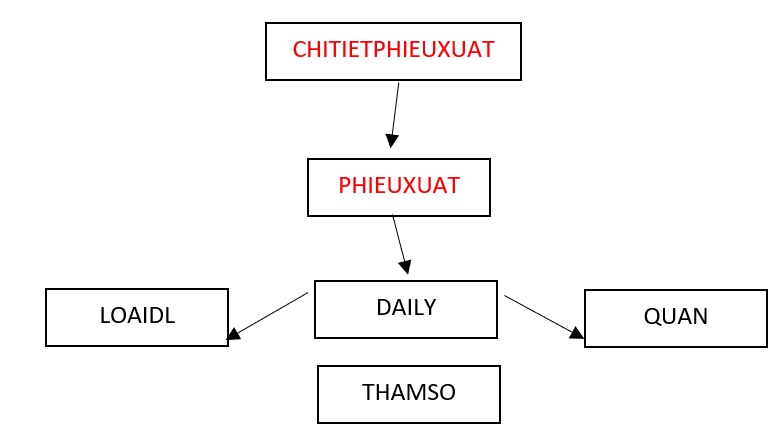 CHITIETPHIEUXUAT
PHIEUXUAT
LOAIDL
DAILY
QUAN
THAMSO